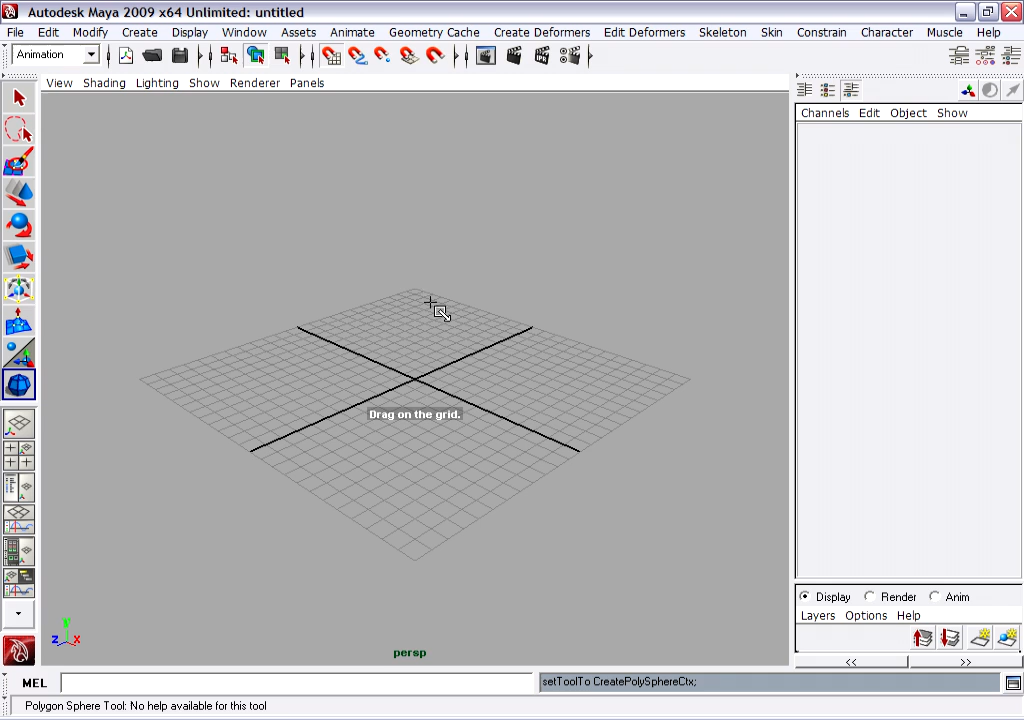 Autodesk Maya 2009 x64 Unlimited: untitled
File Edit Modify Create Display Window Assets Animate Geometry Cache Create Deformers Edit Deformers Skeleton Skin Constrain Character Muscle Help
Animation
View Shading Lighting Show Renderer Panels
Channels Edit Object Show
Drag on the grid.
Display Render Anim
Layers Options Help
y
z x
persp
<< >>
MEL
setToolTo CreatePolySphereCtx;
Polygon Sphere Tool: No help available for this tool